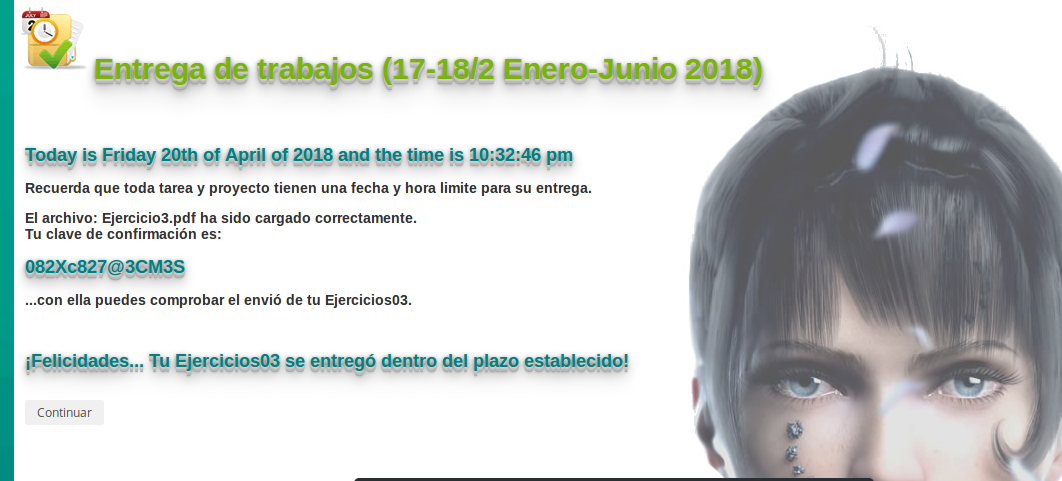 JULY
Entrega de trabajos (17-18/2 Enero-Junio 2018)
Today is Friday 20th of April of 2018 and the time is 10:32:46 pm
Recuerda que toda tarea y proyecto tienen una fecha y hora limite para su entrega.
El archivo: Ejercicio3.pdf ha sido cargado correctamente.
Tu clave de confirmación es:
082Xc827@3CM3S
...con ella puedes comprobar el envió de tu Ejercicios03.
¡Felicidades... Tu Ejercicios03 se entregó dentro del plazo establecido!
Continuar